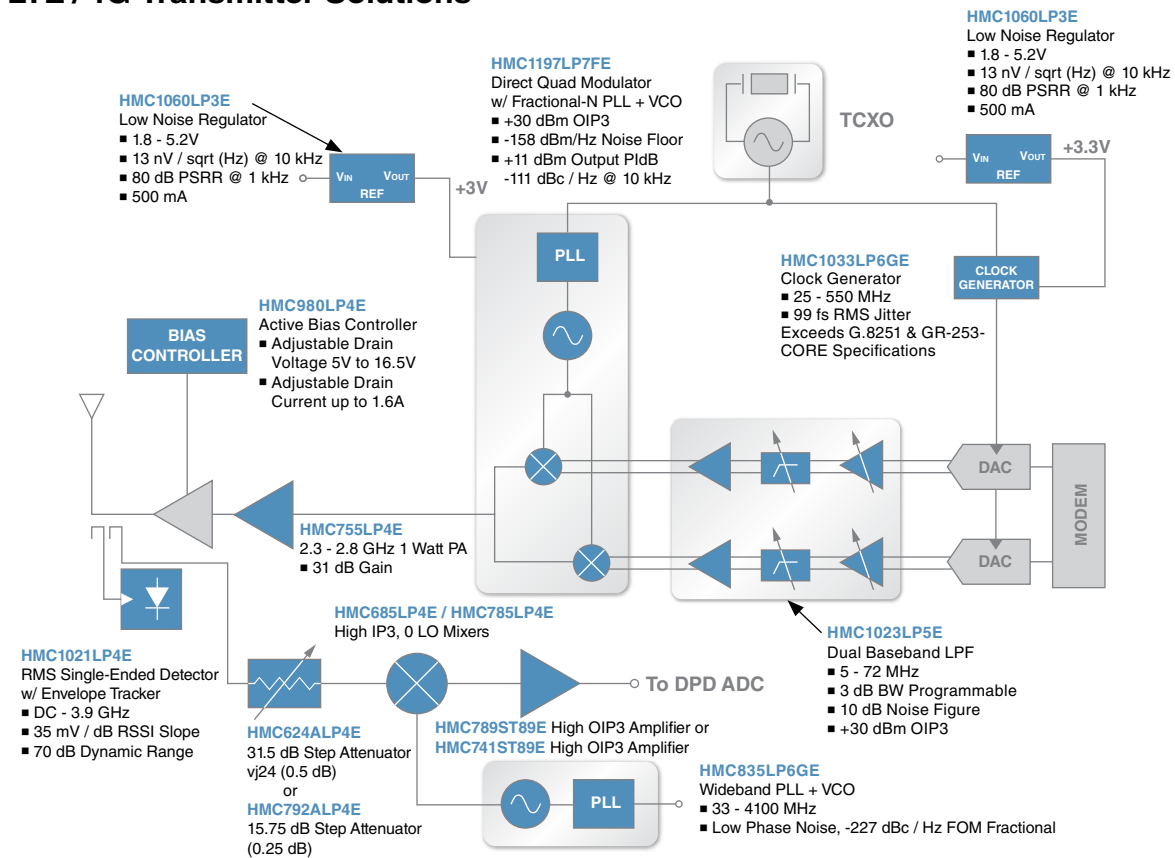 HMC1060LP3E
Low Noise Regulator
■ 1.8 - 5.2V
■ 13 nV / sqrt (Hz) @ 10 kHz
■ 80 dB PSRR @ 1 kHz
■ 500 mA
VIN VOUT
REF
+3V
HMC1197LP7FE
Direct Quad Modulator
w/ Fractional-N PLL + VCO
■ +30 dBm OIP3
■ -158 dBm/Hz Noise Floor
■ +11 dBm Output PIdB
-111 dBc / Hz @ 10 kHz
TCXO
HMC1060LP3E
Low Noise Regulator
■ 1.8 - 5.2V
■ 13 nV / sqrt (Hz) @ 10 kHz
■ 80 dB PSRR @ 1 kHz
■ 500 mA
VIN VOUT
REF
+3.3V
PLL
HMC1033LP6GE
Clock Generator
■ 25 - 550 MHz
■ 99 fs RMS Jitter
Exceeds G.8251 & GR-253-
CORE Specifications
CLOCK
GENERATOR
BIAS
CONTROLLER
HMC980LP4E
Active Bias Controller
■ Adjustable Drain
Voltage 5V to 16.5V
■ Adjustable Drain
Current up to 1.6A
DAC
DAC
MODEM
HMC755LP4E
2.3 - 2.8 GHz 1 Watt PA
■ 31 dB Gain
HMC1023LP5E
Dual Baseband LPF
■ 5 - 72 MHz
■ 3 dB BW Programmable
■ 10 dB Noise Figure
■ +30 dBm OIP3
HMC1021LP4E
RMS Single-Ended Detector
w/ Envelope Tracker
■ DC - 3.9 GHz
■ 35 mV / dB RSSI Slope
■ 70 dB Dynamic Range
HMC685LP4E / HMC785LP4E
High IP3, 0 LO Mixers
To DPD ADC
HMC624ALP4E
31.5 dB Step Attenuator
vj24 (0.5 dB)
or
HMC792ALP4E
15.75 dB Step Attenuator
(0.25 dB)
HMC789ST89E High OIP3 Amplifier or
HMC741ST89E High OIP3 Amplifier
PLL
HMC835LP6GE
Wideband PLL + VCO
■ 33 - 4100 MHz
■ Low Phase Noise, -227 dBc / Hz FOM Fractional